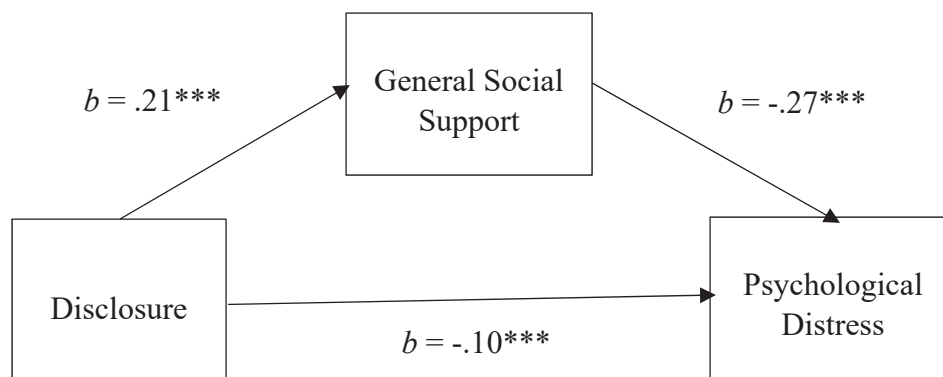 General Social
Support
b = .21***
b = -.27***
Disclosure
Psychological
Distress
b = -.10***